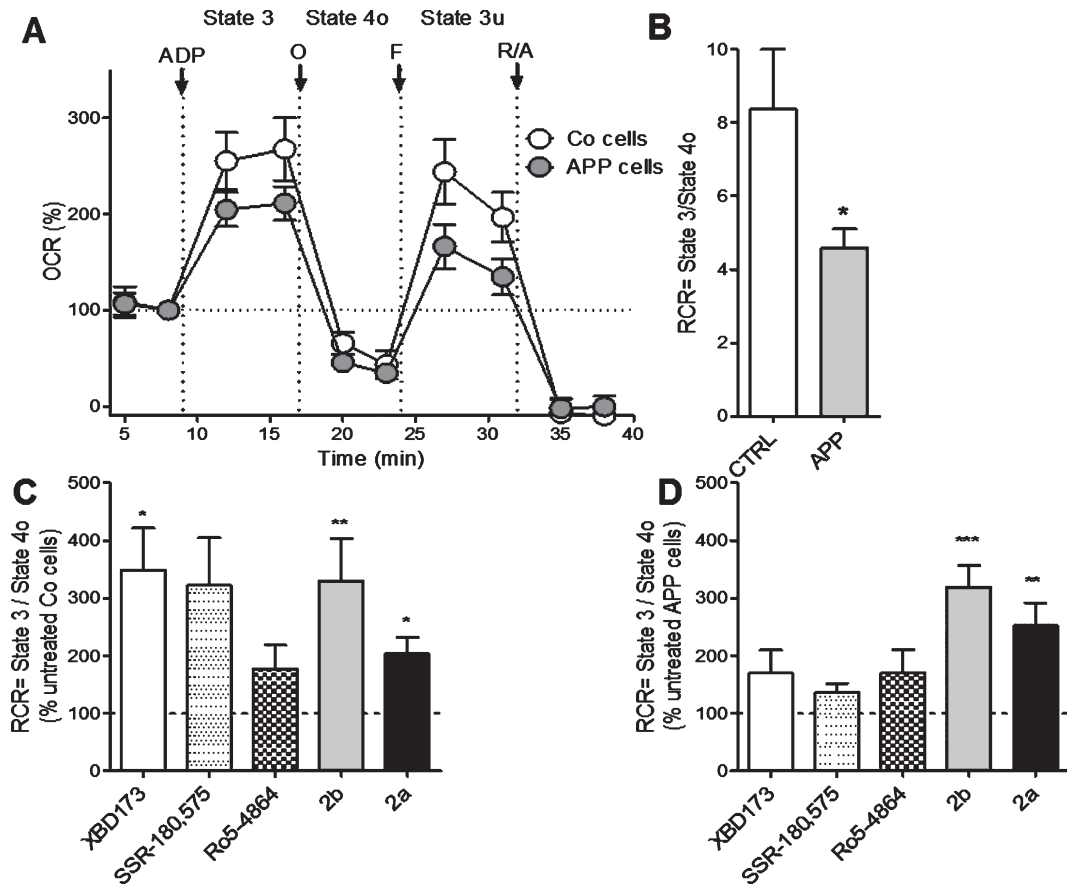 A
State 3 State 4o State 3u
ADP O F R/A
300
200
100
0
OCR (%)
Co cells
APP cells
5 10 15 20 25 30 35 40
Time (min)
B
10
8
6
4
2
0
RCR= State 3/State 4o
*
CTRL APP
C
500
400
300
200
100
0
RCR= State 3 / State 4o
(% untreated Co cells)
* ** *
XBD173 SSR-180,575 Ro5-4864 2b 2a
D
500
400
300
200
100
0
RCR= State 3 / State 4o
(% untreated APP cells)
*** **
XBD173 SSR-180,575 Ro5-4864 2b 2a